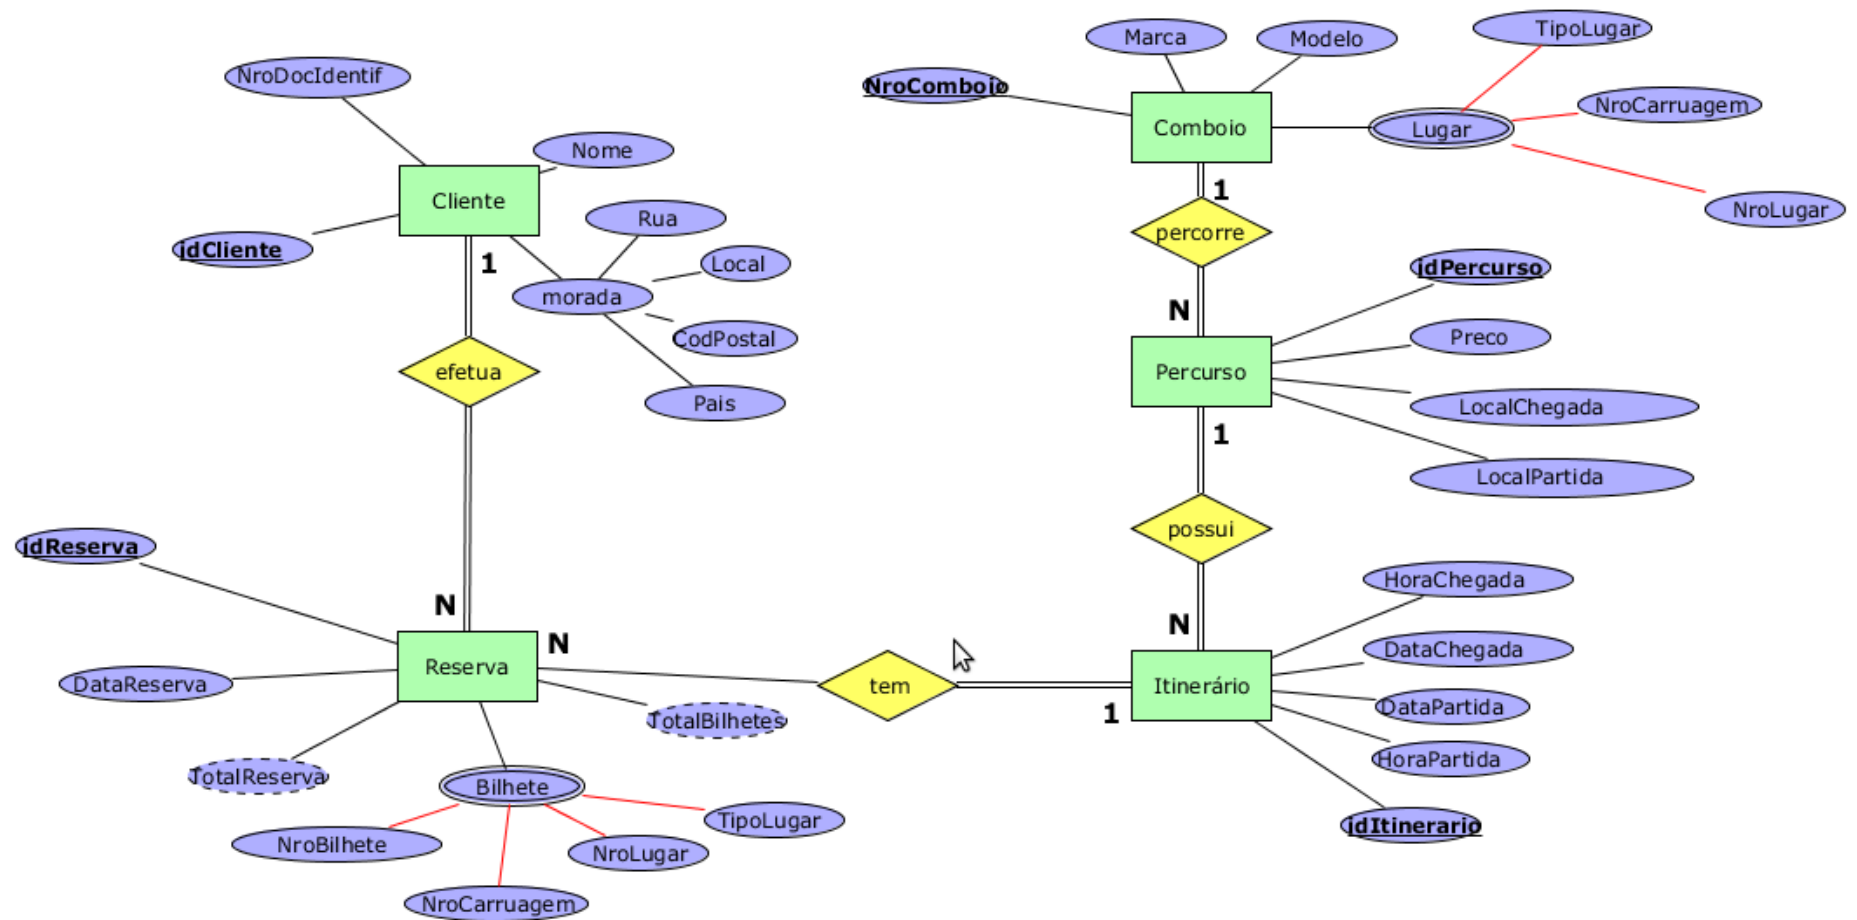 TipoLugar
Marca
Modelo
NroDocIdentif
NroComboio
NroCarruagem
Comboio
Lugar
Nome
1
Cliente
NroLugar
Rua
percorre
idCliente
1
Local
idPercurso
morada
N
CodPostal
Preco
efetua
Percurso
Pais
LocalChegada
1
LocalPartida
possui
idReserva
HoraChegada
N
N
N
DataChegada
Reserva
DataReserva
tem
Itinerário
1
DataPartida
TotalBilhetes
HoraPartida
TotalReserva
Bilhete
TipoLugar
idItinerario
NroBilhete
NroLugar
NroCarruagem